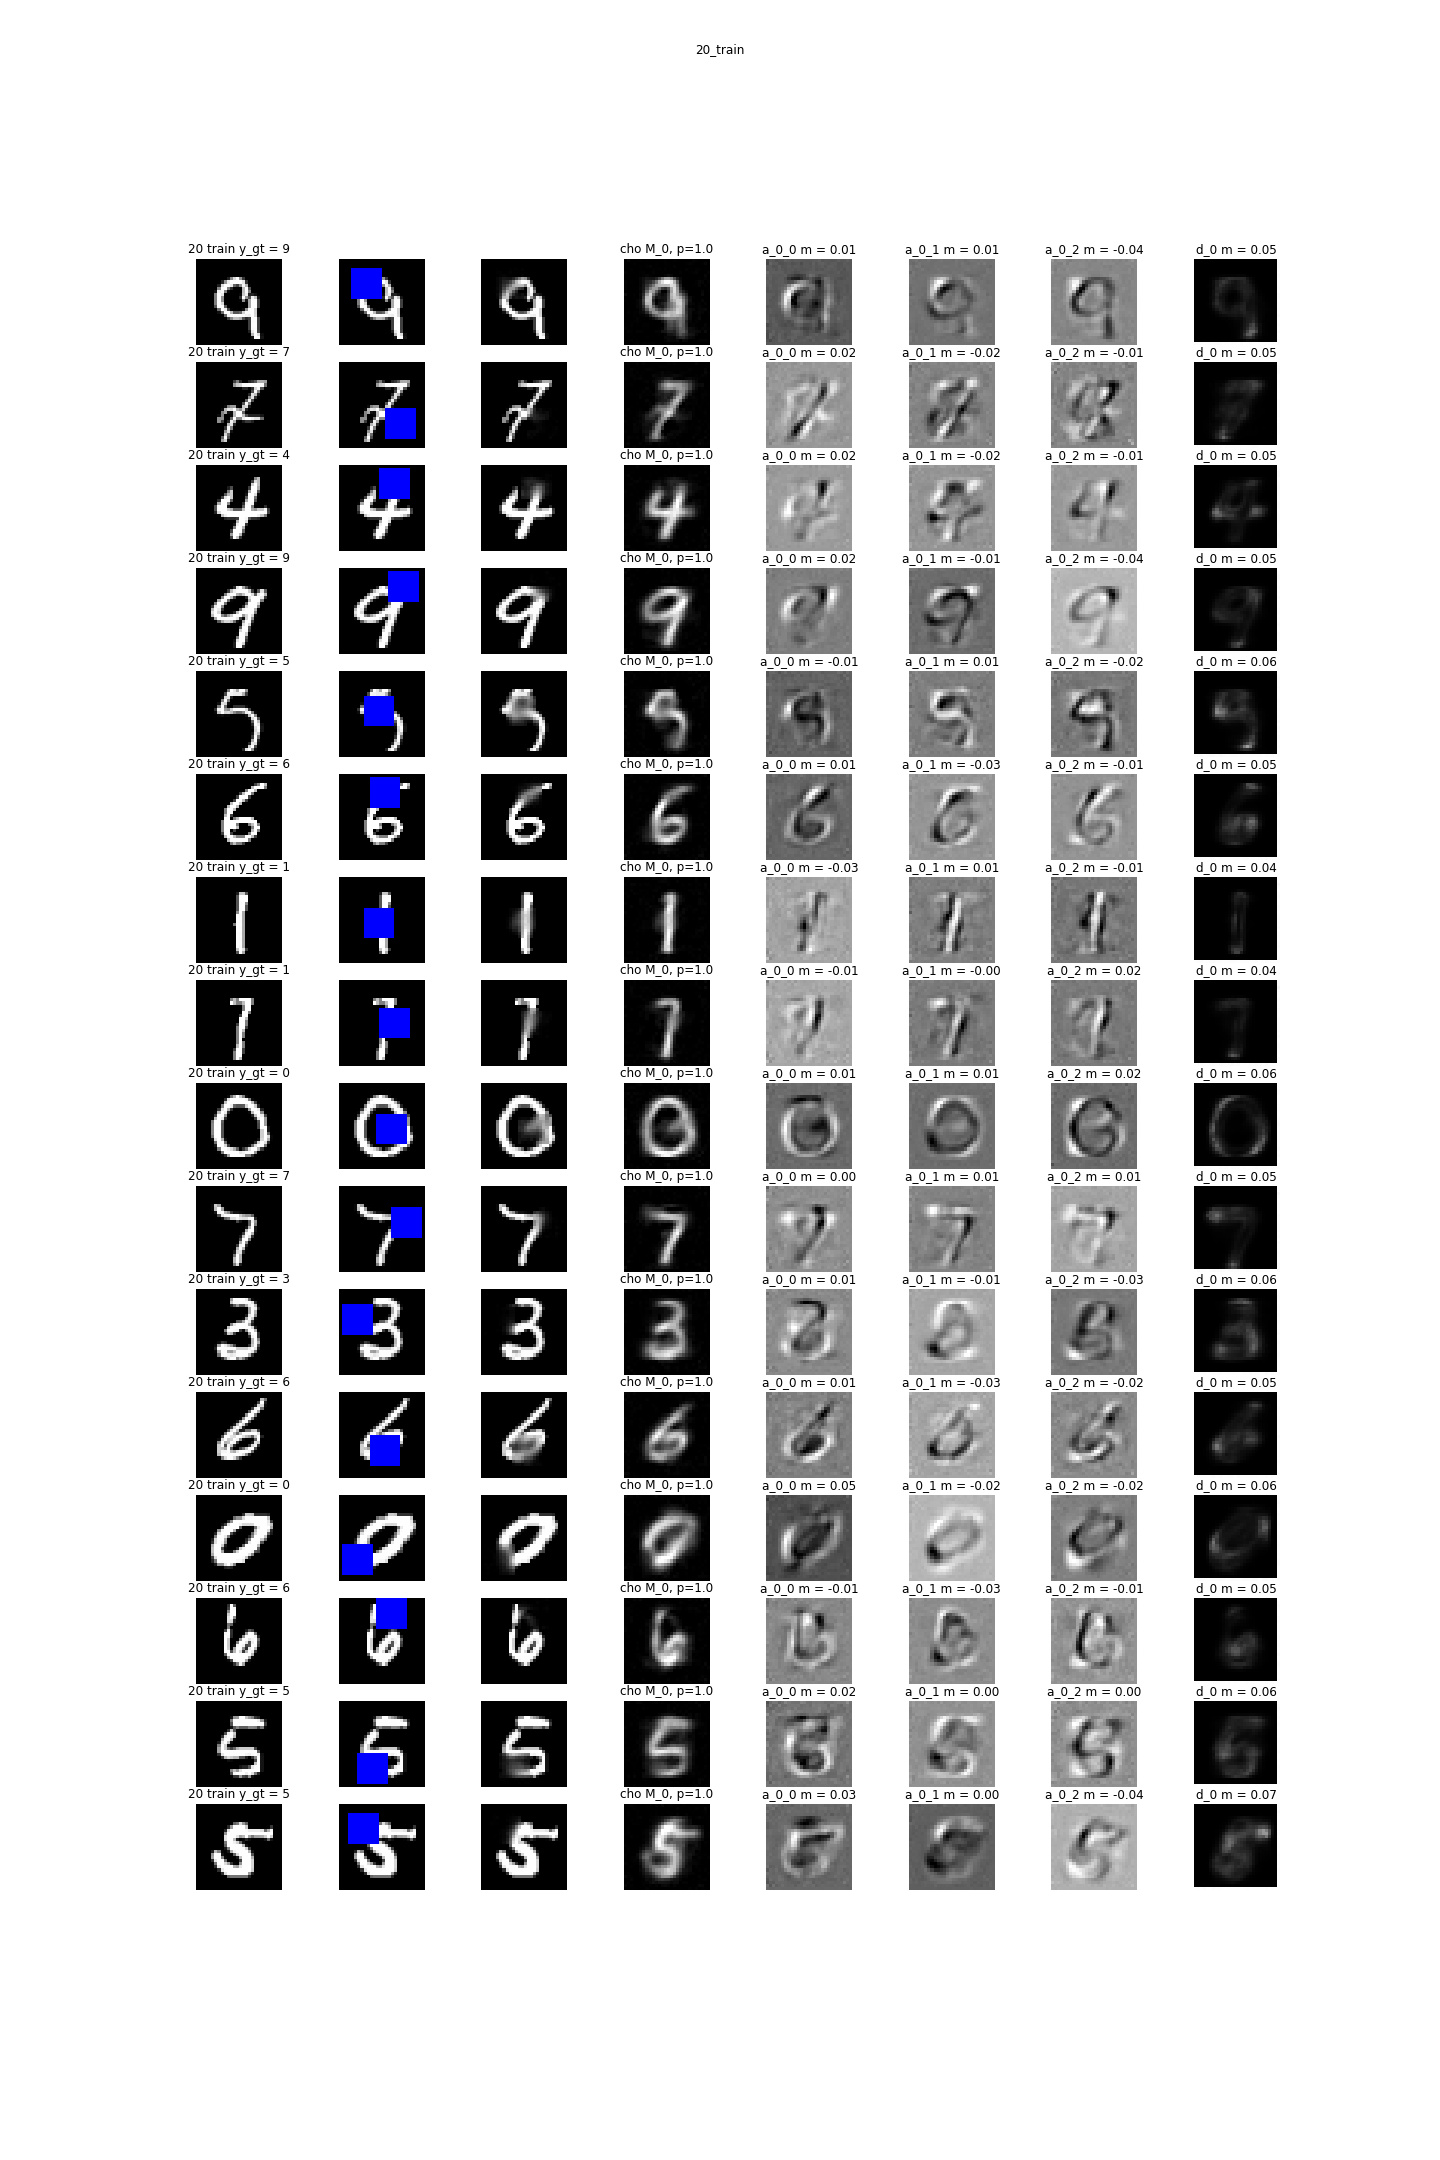 20_train
20 train y_gt = 9 cho M_0, p=1.0 a_0_0 m = 0.01 a_0_1 m = 0.01 a_0_2 m = -0.04 d_0 m = 0.05
20 train y_gt = 7 cho M_0, p=1.0 a_0_0 m = 0.02 a_0_1 m = -0.02 a_0_2 m = -0.01 d_0 m = 0.05
20 train y_gt = 4 cho M_0, p=1.0 a_0_0 m = 0.02 a_0_1 m = -0.02 a_0_2 m = -0.01 d_0 m = 0.05
20 train y_gt = 9 cho M_0, p=1.0 a_0_0 m = 0.02 a_0_1 m = -0.01 a_0_2 m = -0.04 d_0 m = 0.05
20 train y_gt = 5 cho M_0, p=1.0 a_0_0 m = -0.01 a_0_1 m = 0.01 a_0_2 m = -0.02 d_0 m = 0.06
20 train y_gt = 6 cho M_0, p=1.0 a_0_0 m = 0.01 a_0_1 m = -0.03 a_0_2 m = -0.01 d_0 m = 0.05
20 train y_gt = 1 cho M_0, p=1.0 a_0_0 m = -0.03 a_0_1 m = 0.01 a_0_2 m = -0.01 d_0 m = 0.04
20 train y_gt = 1 cho M_0, p=1.0 a_0_0 m = -0.01 a_0_1 m = -0.00 a_0_2 m = 0.02 d_0 m = 0.04
20 train y_gt = 0 cho M_0, p=1.0 a_0_0 m = 0.01 a_0_1 m = 0.01 a_0_2 m = 0.02 d_0 m = 0.06
20 train y_gt = 7 cho M_0, p=1.0 a_0_0 m = 0.00 a_0_1 m = 0.01 a_0_2 m = 0.01 d_0 m = 0.05
20 train y_gt = 3 cho M_0, p=1.0 a_0_0 m = 0.01 a_0_1 m = -0.01 a_0_2 m = -0.03 d_0 m = 0.06
20 train y_gt = 6 cho M_0, p=1.0 a_0_0 m = 0.01 a_0_1 m = -0.03 a_0_2 m = -0.02 d_0 m = 0.05
20 train y_gt = 0 cho M_0, p=1.0 a_0_0 m = 0.05 a_0_1 m = -0.02 a_0_2 m = -0.02 d_0 m = 0.06
20 train y_gt = 6 cho M_0, p=1.0 a_0_0 m = -0.01 a_0_1 m = -0.03 a_0_2 m = -0.01 d_0 m = 0.05
20 train y_gt = 5 cho M_0, p=1.0 a_0_0 m = 0.02 a_0_1 m = 0.00 a_0_2 m = 0.00 d_0 m = 0.06
20 train y_gt = 5 cho M_0, p=1.0 a_0_0 m = 0.03 a_0_1 m = 0.00 a_0_2 m = -0.04 d_0 m = 0.07